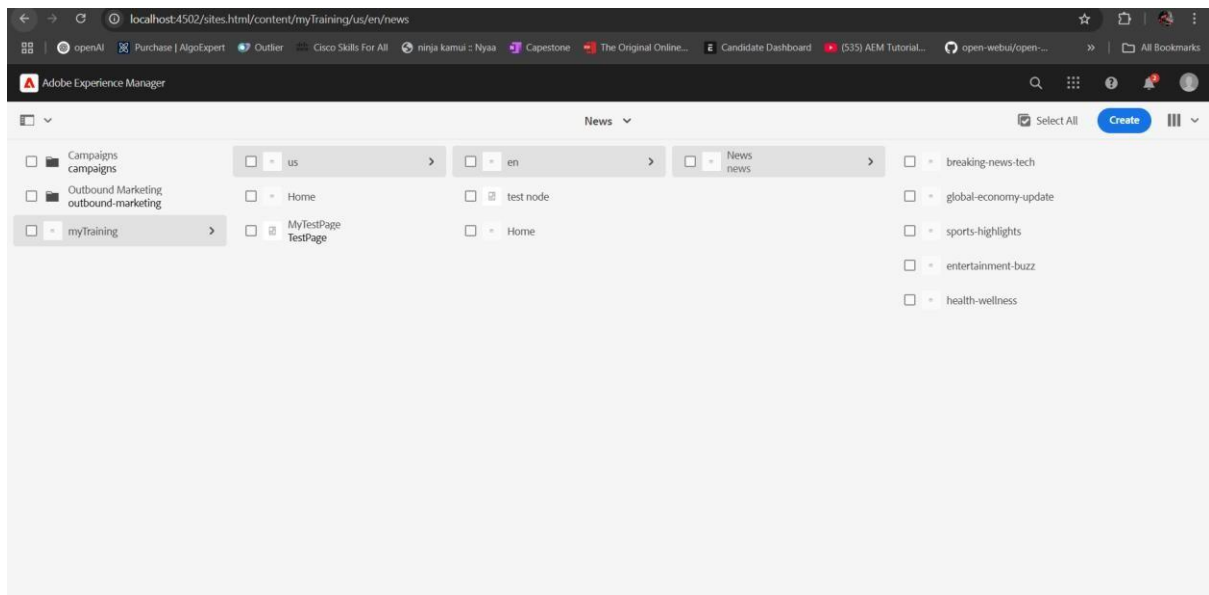 localhost:4502/sites.html/content/myTraining/us/en/news
openAI Purchase | AlgoExpert Outlier Cisco Skills For All ninja kamui :: Nyaa Capestone The Original Online... Candidate Dashboard (535) AEM Tutorial... open-webui/open-... » All Bookmarks
Adobe Experience Manager
News Select All Create
Campaigns
campaigns
Outbound Marketing
outbound-marketing
myTraining
us
Home
MyTestPage
TestPage
en
test node
Home
News
news
breaking-news-tech
global-economy-update
sports-highlights
entertainment-buzz
health-wellness